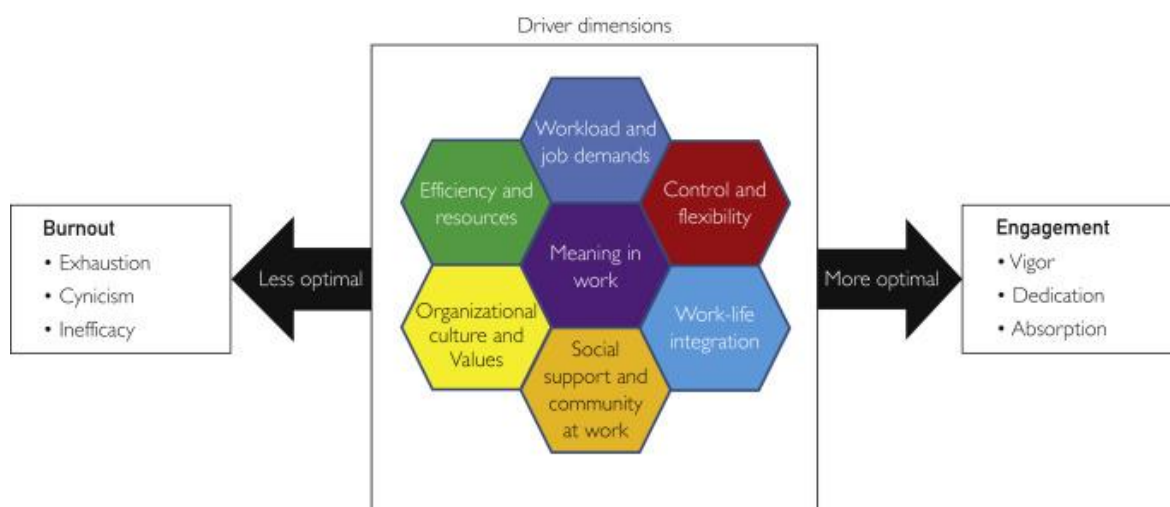 Driver dimensions
Workload and
job demands
Efficiency and
resources
Control and
flexibility
Burnout
• Exhaustion
• Cynicism
• Inefficacy
Less optimal
Meaning in
work
More optimal
Engagement
• Vigor
• Dedication
• Absorption
Organizational
culture and
Values
Work-life
integration
Social
support and
community
at work